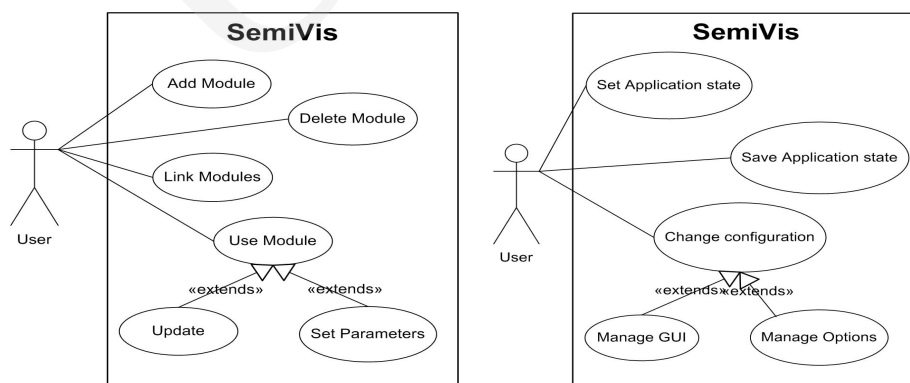 SemiVis
Add Module
Delete Module
Link Modules
Use Module
User
«extends»
«extends»
Update
Set Parameters
SemiVis
Set Application state
Save Application state
Change configuration
User
«extends»
«extends»
Manage GUI
Manage Options